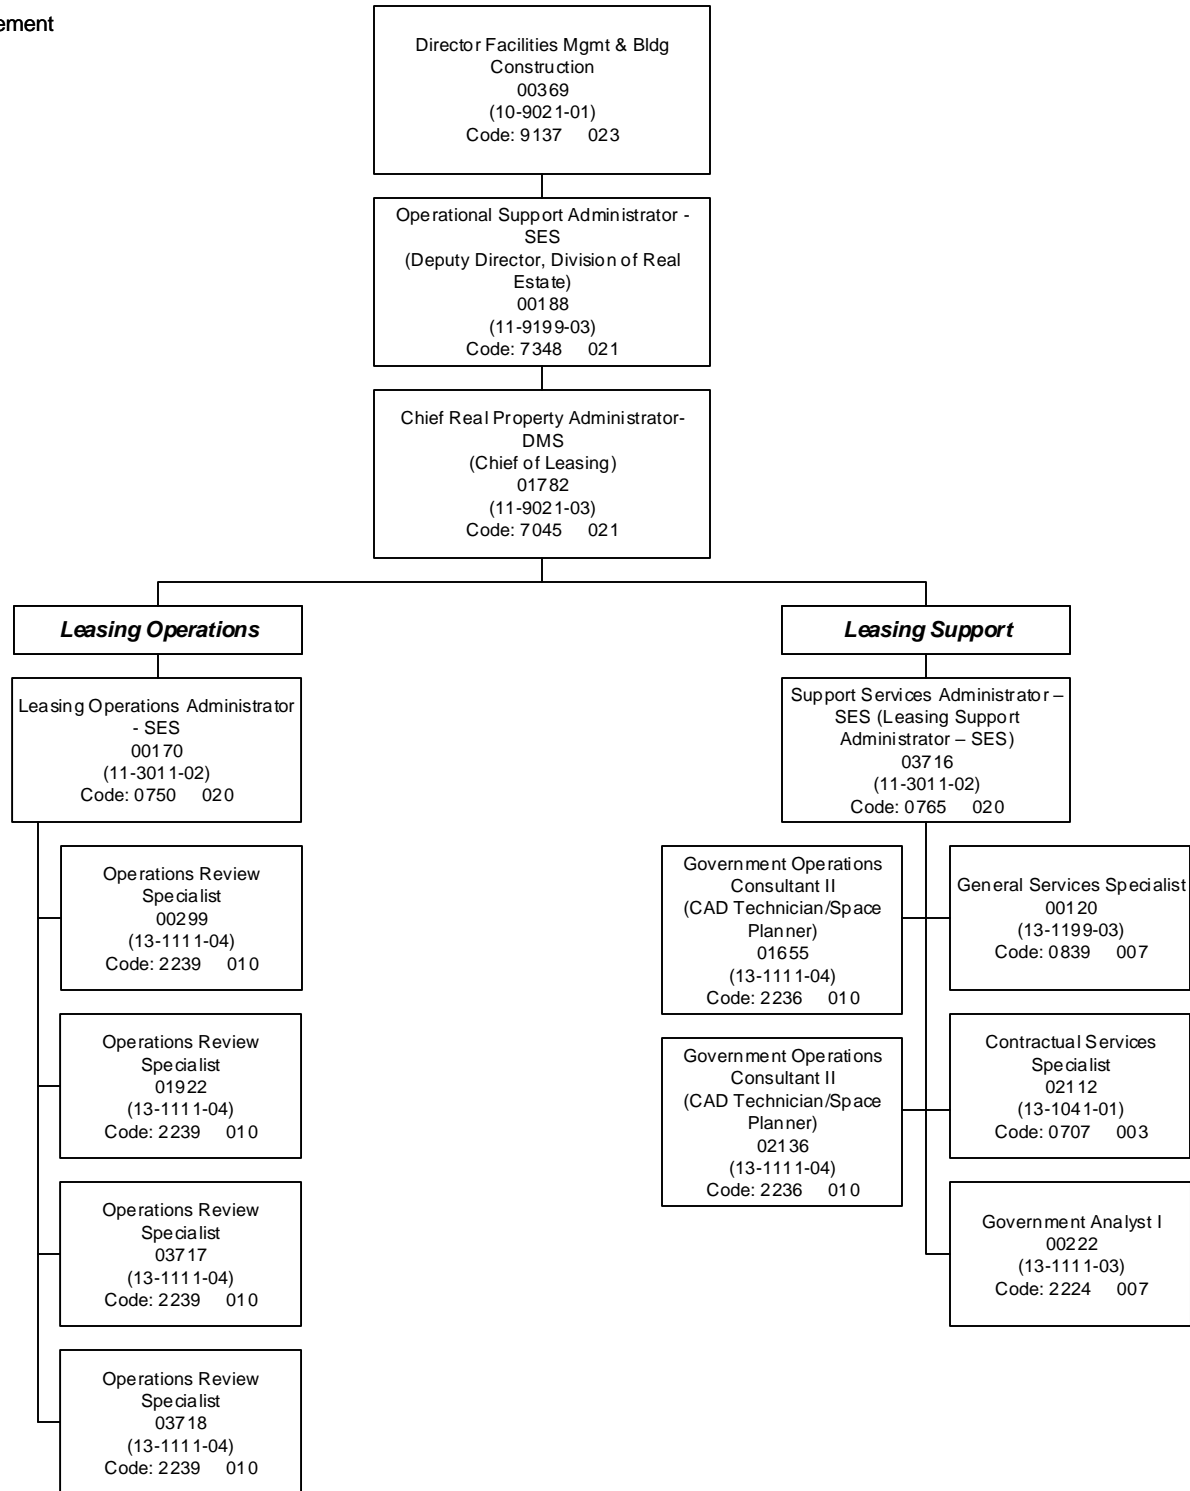 ement
Director Facilities Mgmt & Bldg
Construction
00369
(10-9021-01)
Code: 9137 023
Operational Support Administrator -
SES
(Deputy Director, Division of Real
Estate)
00188
(11-9199-03)
Code: 7348 021
Chief Real Property Administrator-
DMS
(Chief of Leasing)
01782
(11-9021-03)
Code: 7045 021
Leasing Operations
Leasing Operations Administrator
- SES
00170
(11-3011-02)
Code: 0750 020
Operations Review
Specialist
00299
(13-1111-04)
Code: 2239 010
Operations Review
Specialist
01922
(13-1111-04)
Code: 2239 010
Operations Review
Specialist
03717
(13-1111-04)
Code: 2239 010
Operations Review
Specialist
03718
(13-1111-04)
Code: 2239 010
Leasing Support
Support Services Administrator –
SES (Leasing Support
Administrator – SES)
03716
(11-3011-02)
Code: 0765 020
Government Operations
Consultant II
(CAD Technician/Space
Planner)
01655
(13-1111-04)
Code: 2236 010
Government Operations
Consultant II
(CAD Technician/Space
Planner)
02136
(13-1111-04)
Code: 2236 010
General Services Specialist
00120
(13-1199-03)
Code: 0839 007
Contractual Services
Specialist
02112
(13-1041-01)
Code: 0707 003
Government Analyst I
00222
(13-1111-03)
Code: 2224 007